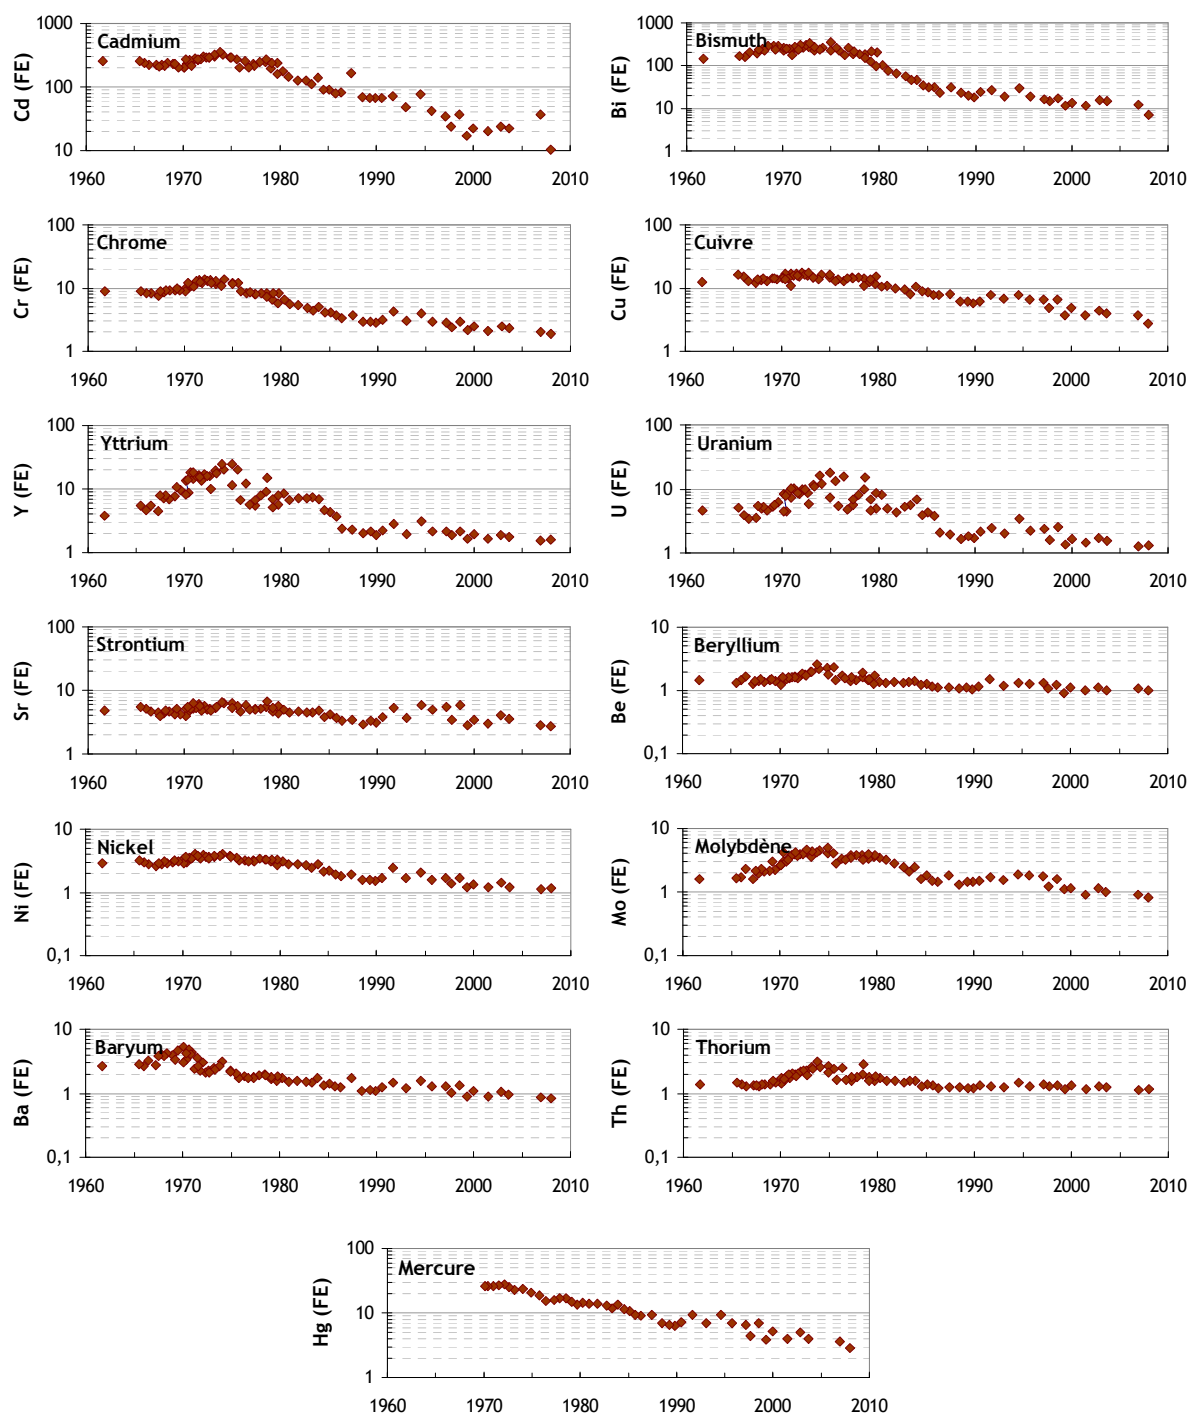 Cadmium
Cd (FE)
1000
100
10
1960 1970 1980 1990 2000 2010
Bismuth
Bi (FE)
1000
100
10
1
1960 1970 1980 1990 2000 2010
Chrome
Cr (FE)
100
10
1
1960 1970 1980 1990 2000 2010
Cuivre
Cu (FE)
100
10
1
1960 1970 1980 1990 2000 2010
Yttrium
Y (FE)
100
10
1
1960 1970 1980 1990 2000 2010
Uranium
U (FE)
100
10
1
1960 1970 1980 1990 2000 2010
Strontium
Sr (FE)
100
10
1
1960 1970 1980 1990 2000 2010
Beryllium
Be (FE)
10
1
0,1
1960 1970 1980 1990 2000 2010
Nickel
Ni (FE)
10
1
0,1
1960 1970 1980 1990 2000 2010
Molybdène
Mo (FE)
10
1
0,1
1960 1970 1980 1990 2000 2010
Baryum
Ba (FE)
10
1
0,1
1960 1970 1980 1990 2000 2010
Thorium
Th (FE)
10
1
0,1
1960 1970 1980 1990 2000 2010
Mercure
Hg (FE)
100
10
1
1960 1970 1980 1990 2000 2010